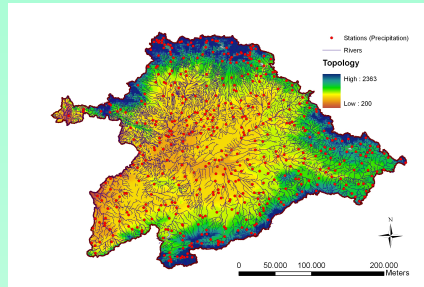 Stations (Precipitation)
Rivers
Topology
High : 2363
Low : 200
N
0 50.000 100.000 200.000
Meters